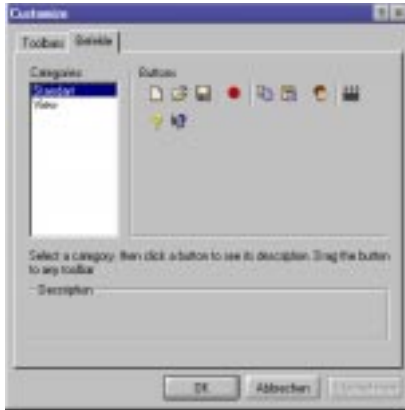 Customize
Toolbars Befehle
Categories
Buttons
Standart
View
Select a category, then click a button to see its description. Drag the button
to any toolbar
Description
OK Abbrechen